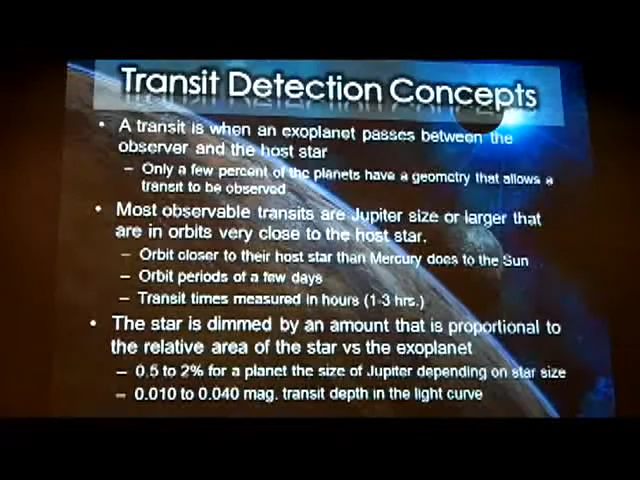 Transit Detection Concepts
• A transit is when an exoplanet passes between the
observer and the host star
– Only a few percent of the planets have a geometry that allows a
transit to be observed
• Most observable transits are Jupiter size or larger that
are in orbits very close to the host star.
– Orbit closer to their host star than Mercury does to the Sun
– Orbit periods of a few days
– Transit times measured in hours (1-3 hrs.)
• The star is dimmed by an amount that is proportional to
the relative area of the star vs the exoplanet
– 0.5 to 2% for a planet the size of Jupiter depending on star size
– 0.010 to 0.040 mag. transit depth in the light curve